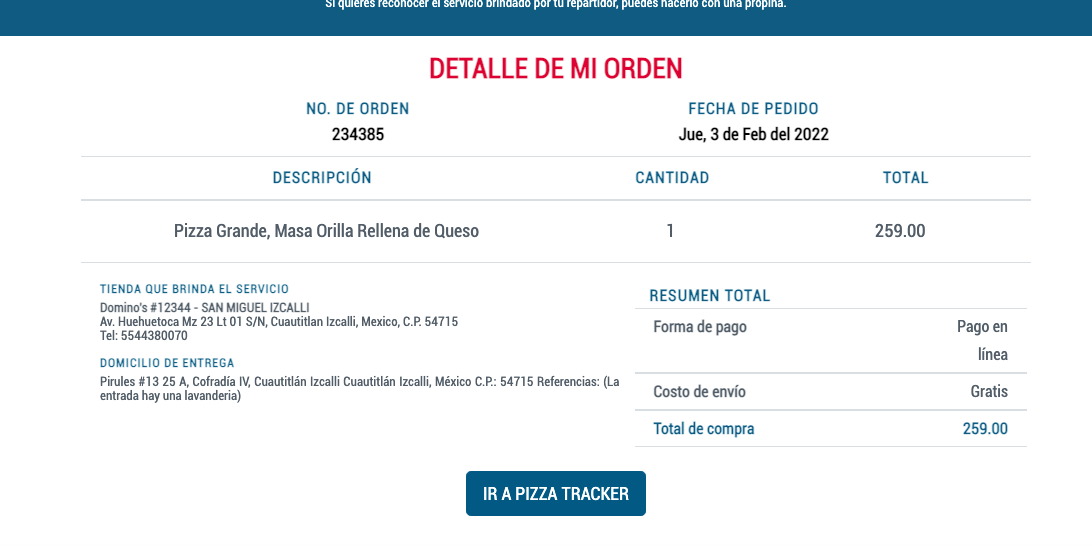 Si quieres reconocer el servicio brindado por tu repartidor, puedes hacerlo con una propina.
DETALLE DE MI ORDEN
NO. DE ORDEN
234385
FECHA DE PEDIDO
Jue, 3 de Feb del 2022
DESCRIPCIÓN CANTIDAD TOTAL
Pizza Grande, Masa Orilla Rellena de Queso 1 259.00
TIENDA QUE BRINDA EL SERVICIO
Domino's #12344 - SAN MIGUEL IZCALLI
Av. Huehuetoca Mz 23 Lt 01 S/N, Cuautitlan Izcalli, Mexico, C.P. 54715
Tel: 5544380070
DOMICILIO DE ENTREGA
Pirules #13 25 A, Cofradía IV, Cuautitlán Izcalli Cuautitlán Izcalli, México C.P.: 54715 Referencias: (La
entrada hay una lavanderia)
RESUMEN TOTAL
Forma de pago Pago en
línea
Costo de envío Gratis
Total de compra 259.00
IR A PIZZA TRACKER